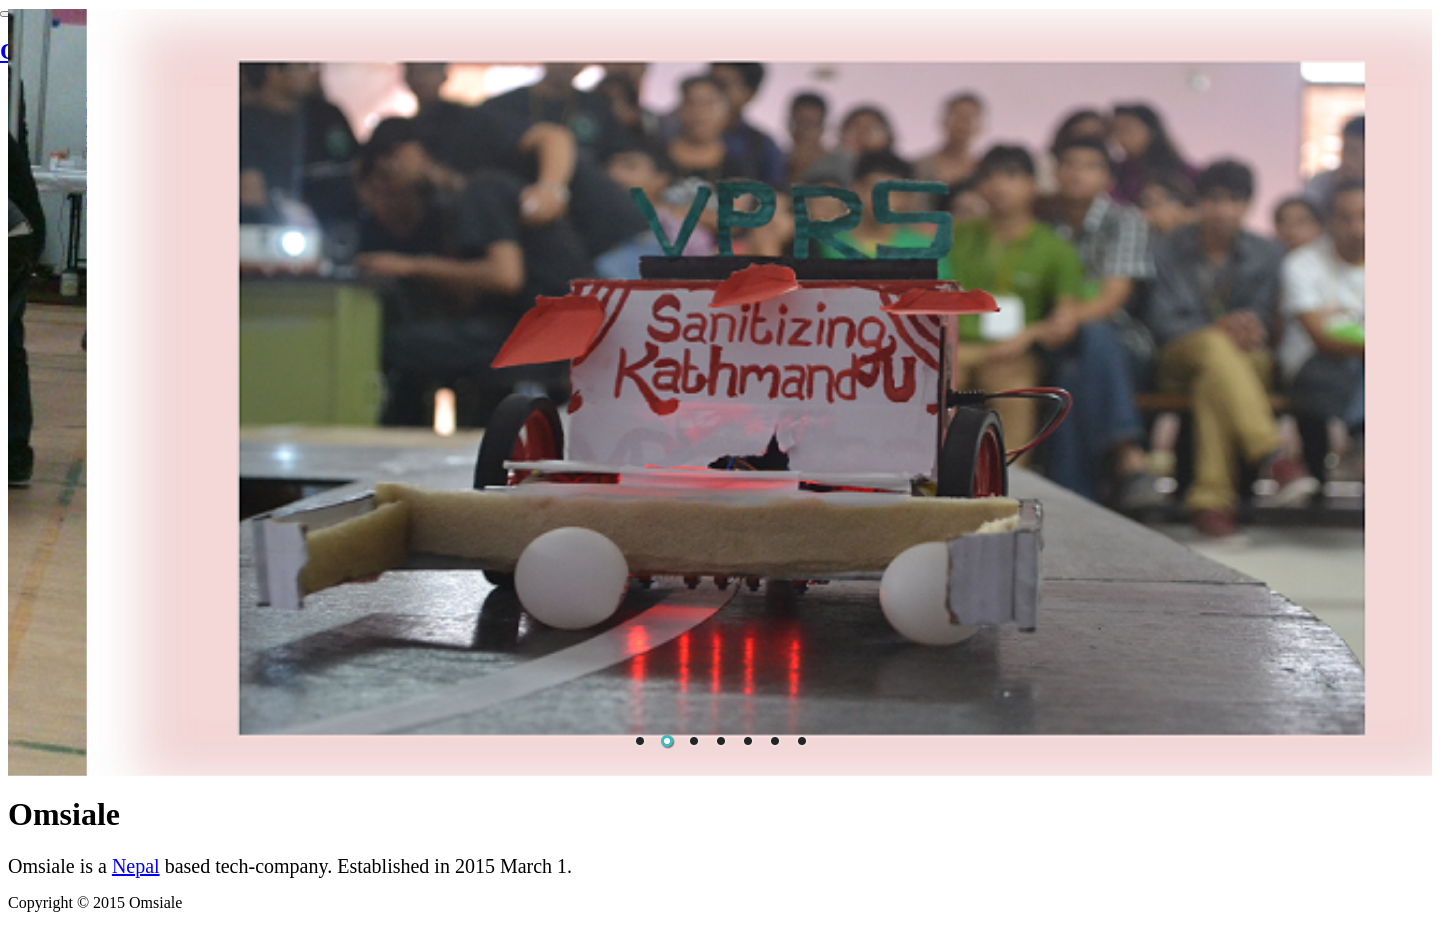 VPRS
Sanitizing
Kathmandu
Omsiale
Omsiale is a Nepal based tech-company. Established in 2015 March 1.
Copyright © 2015 Omsiale